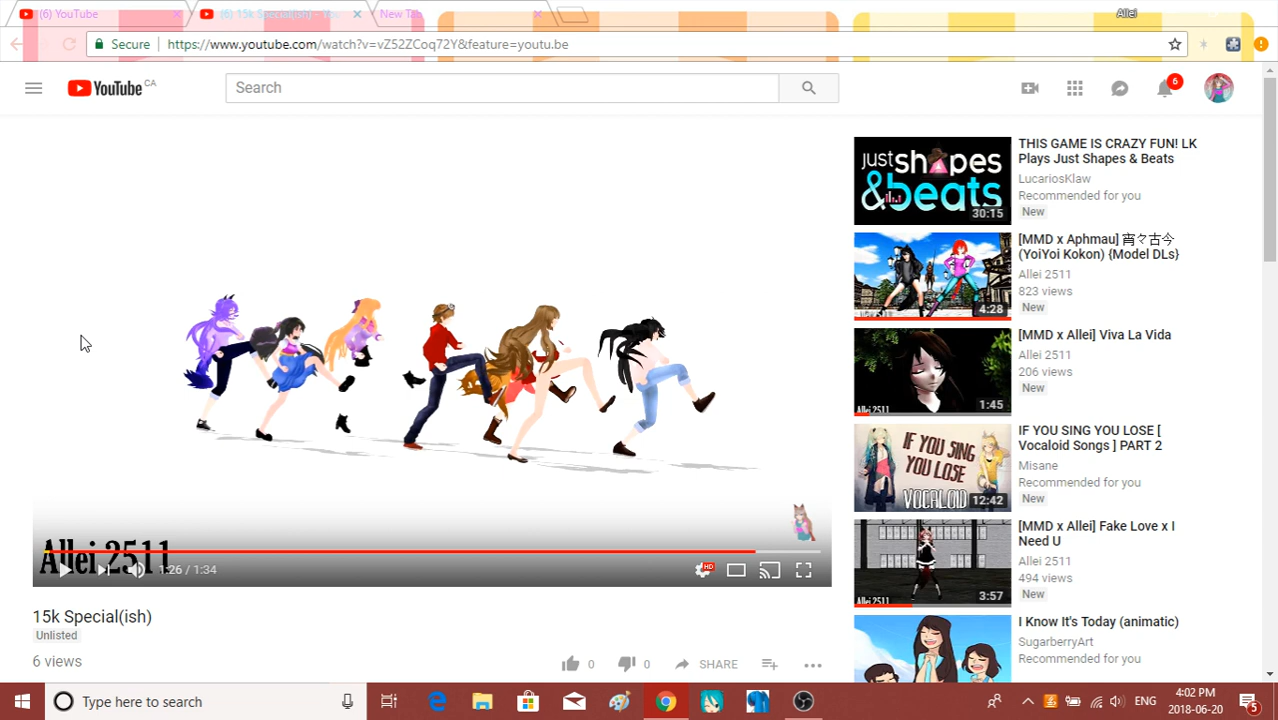 (6) YouTube
(6) 15k Special(ish) - You
New Tab
Allei
Secure
https://www.youtube.com/watch?v=vZ52ZCoq72Y&feature=youtu.be
YouTube CA
Search
6
Allei 2511
1:26 / 1:34
HD
15k Special(ish)
Unlisted
6 views
0
0
SHARE
just shapes & beats
30:15
THIS GAME IS CRAZY FUN! LK
Plays Just Shapes & Beats
LucariosKlaw
Recommended for you
New
4:28
[MMD x Aphmau] 宵々古今
(YoiYoi Kokon) {Model DLs}
Allei 2511
823 views
New
Allei 2511
1:45
[MMD x Allei] Viva La Vida
Allei 2511
206 views
New
IF YOU SING
YOU LOSE
VOCALOID
12:42
IF YOU SING YOU LOSE [
Vocaloid Songs ] PART 2
Misane
Recommended for you
New
Allei 2511
3:57
[MMD x Allei] Fake Love x I
Need U
Allei 2511
494 views
New
I Know It's Today (animatic)
SugarberryArt
Recommended for you
Type here to search
ENG
4:02 PM
2018-06-20
5